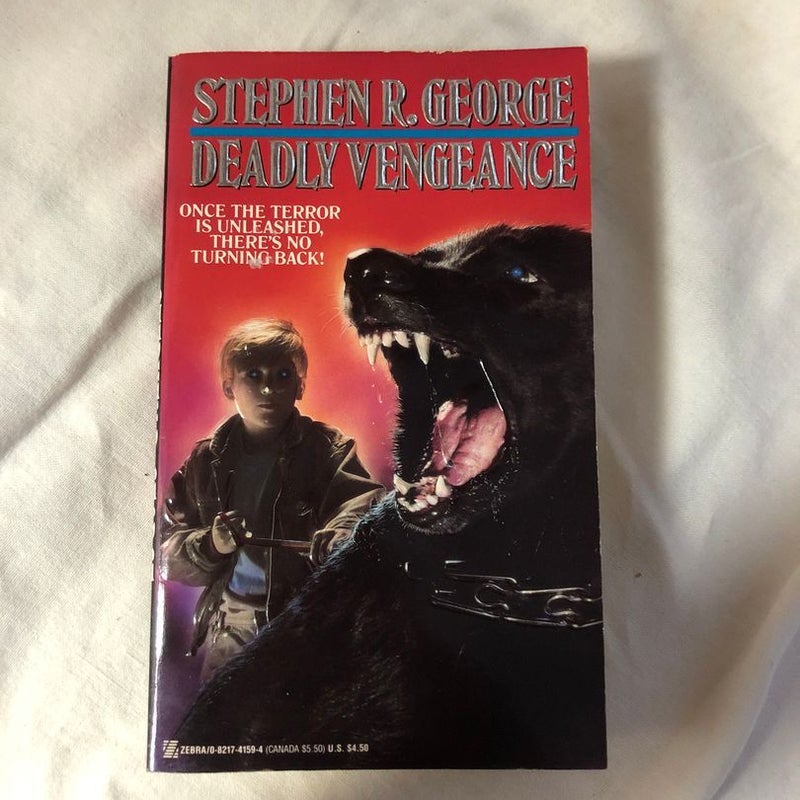 STEPHEN R. GEORGE
DEADLY VENGEANCE
ONCE THE TERROR
IS UNLEASHED,
THERE'S NO
TURNING BACK!
ZEBRA/0-8217-4159-4 (CANADA $5.50) U.S. $4.50